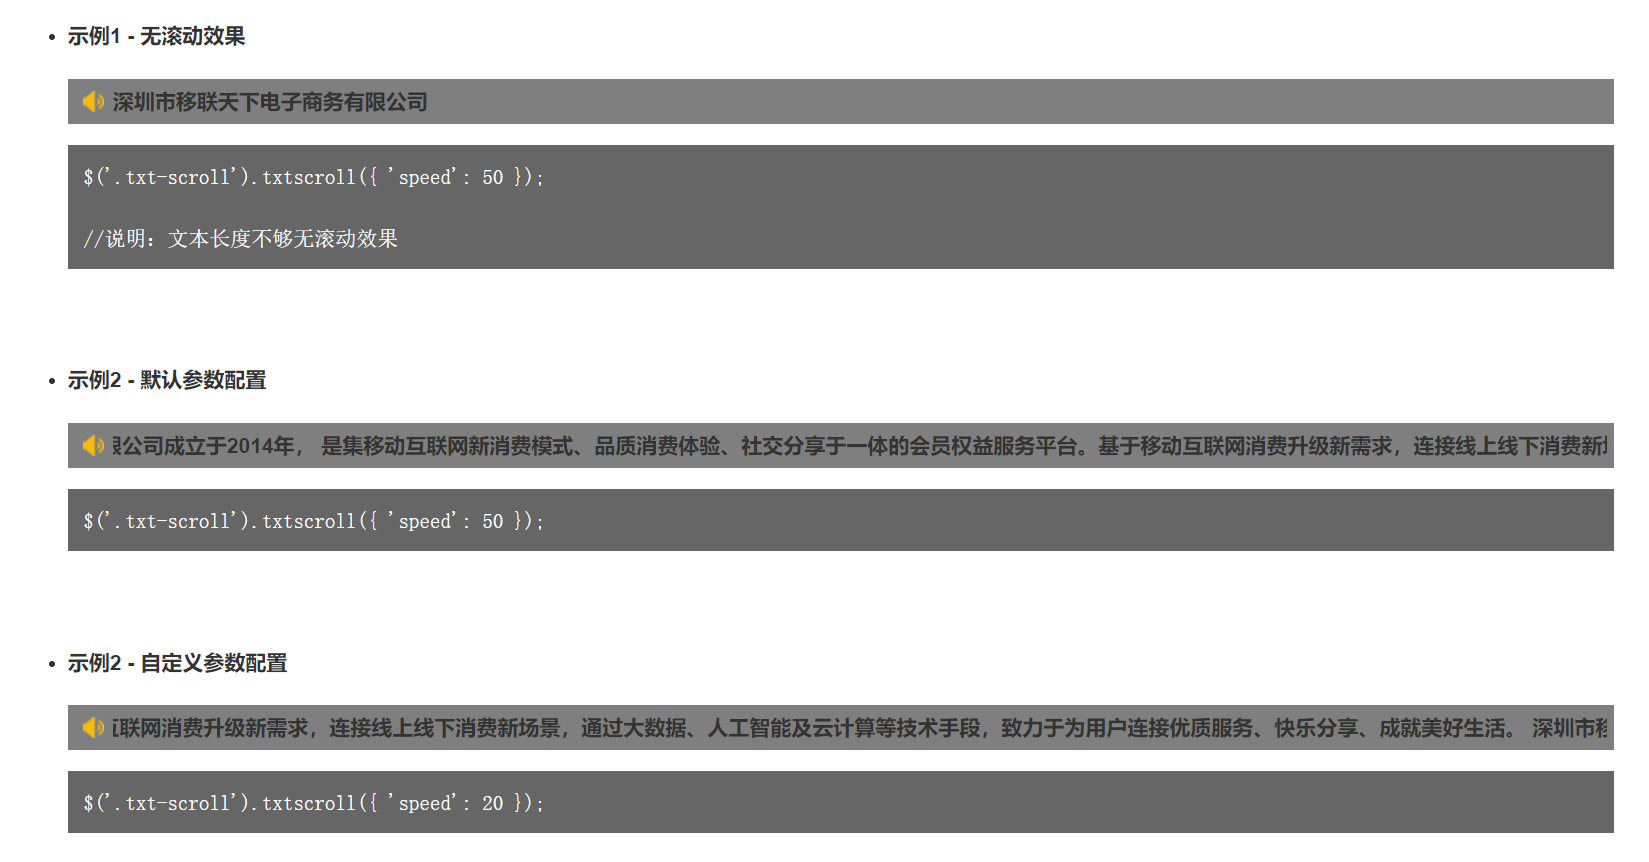 示例1 - 无滚动效果
深圳市移联天下电子商务有限公司
$('.txt-scroll').txtscroll({ 'speed': 50 });
//说明：文本长度不够无滚动效果
示例2 - 默认参数配置
限公司成立于2014年， 是集移动互联网新消费模式、品质消费体验、社交分享于一体的会员权益服务平台。基于移动互联网消费升级新需求，连接线上线下消费新
$('.txt-scroll').txtscroll({ 'speed': 50 });
示例2 - 自定义参数配置
互联网消费升级新需求，连接线上线下消费新场景，通过大数据、人工智能及云计算等技术手段，致力于为用户连接优质服务、快乐分享、成就美好生活。 深圳市移
$('.txt-scroll').txtscroll({ 'speed': 20 });